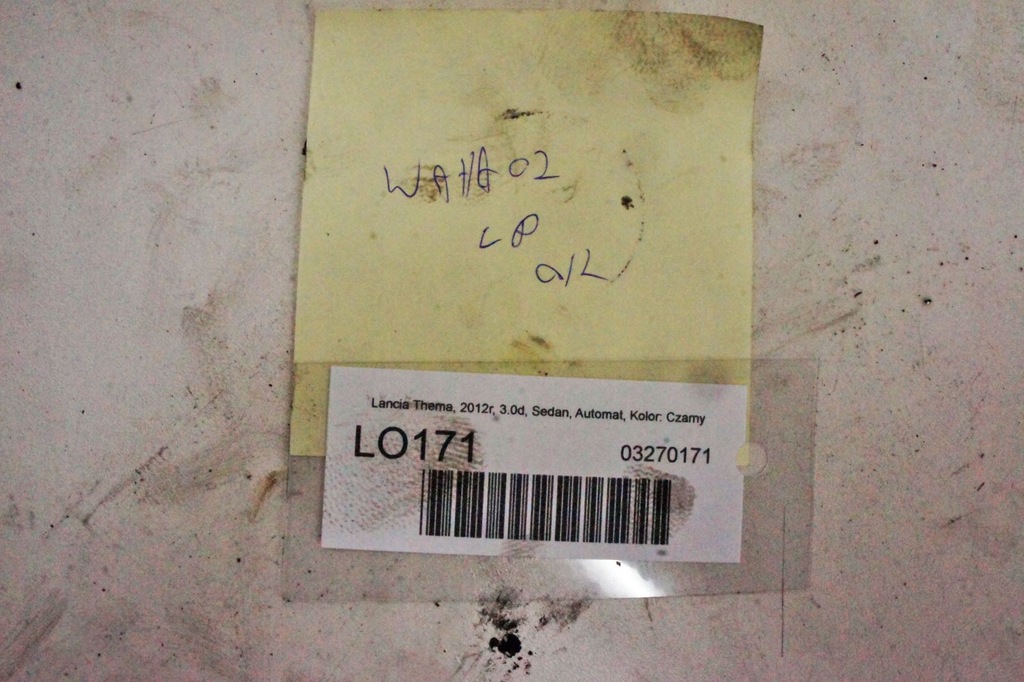 WAHA02
LP
Lancia Thema, 2012r, 3.0d, Sedan, Automat, Kolor: Czarny
LO171
03270171